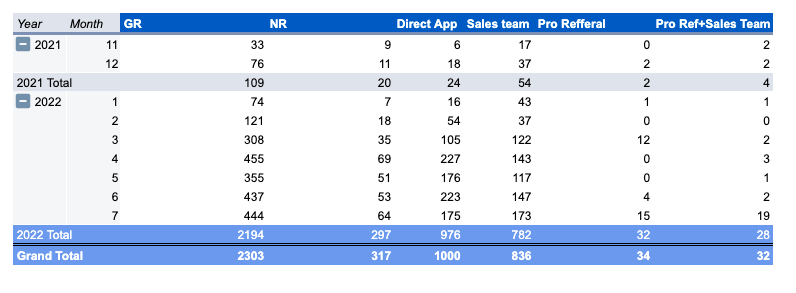 Year Month GR NR Direct App Sales team Pro Refferal Pro Ref+Sales Team
2021 11 33 9 6 17 0 2
12 76 11 18 37 2 2
2021 Total 109 20 24 54 2 4
2022 1 74 7 16 43 1 1
2 121 18 54 37 0 0
3 308 35 105 122 12 2
4 455 69 227 143 0 3
5 355 51 176 117 0 1
6 437 53 223 147 4 2
7 444 64 175 173 15 19
2022 Total 2194 297 976 782 32 28
Grand Total 2303 317 1000 836 34 32